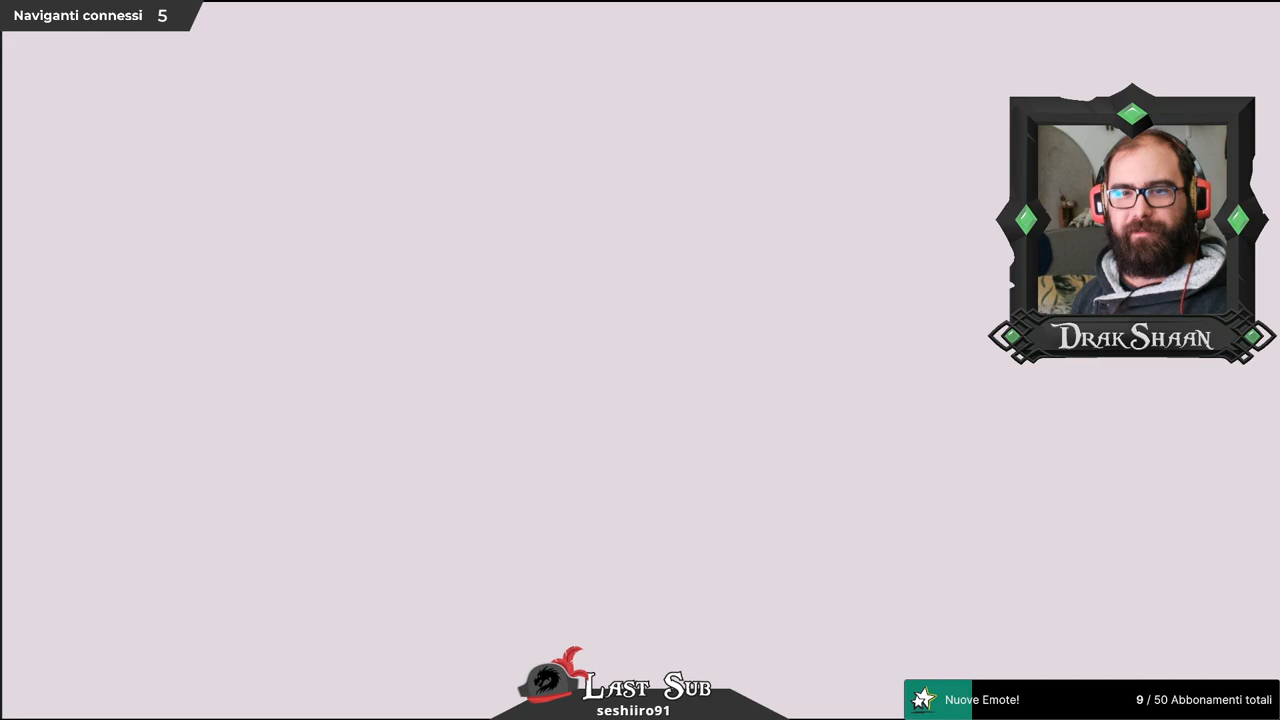 Naviganti connessi 5
Drak Shaan
Last Sub
seshiiro91
Nuove Emote! 9 / 50 Abbonamenti totali